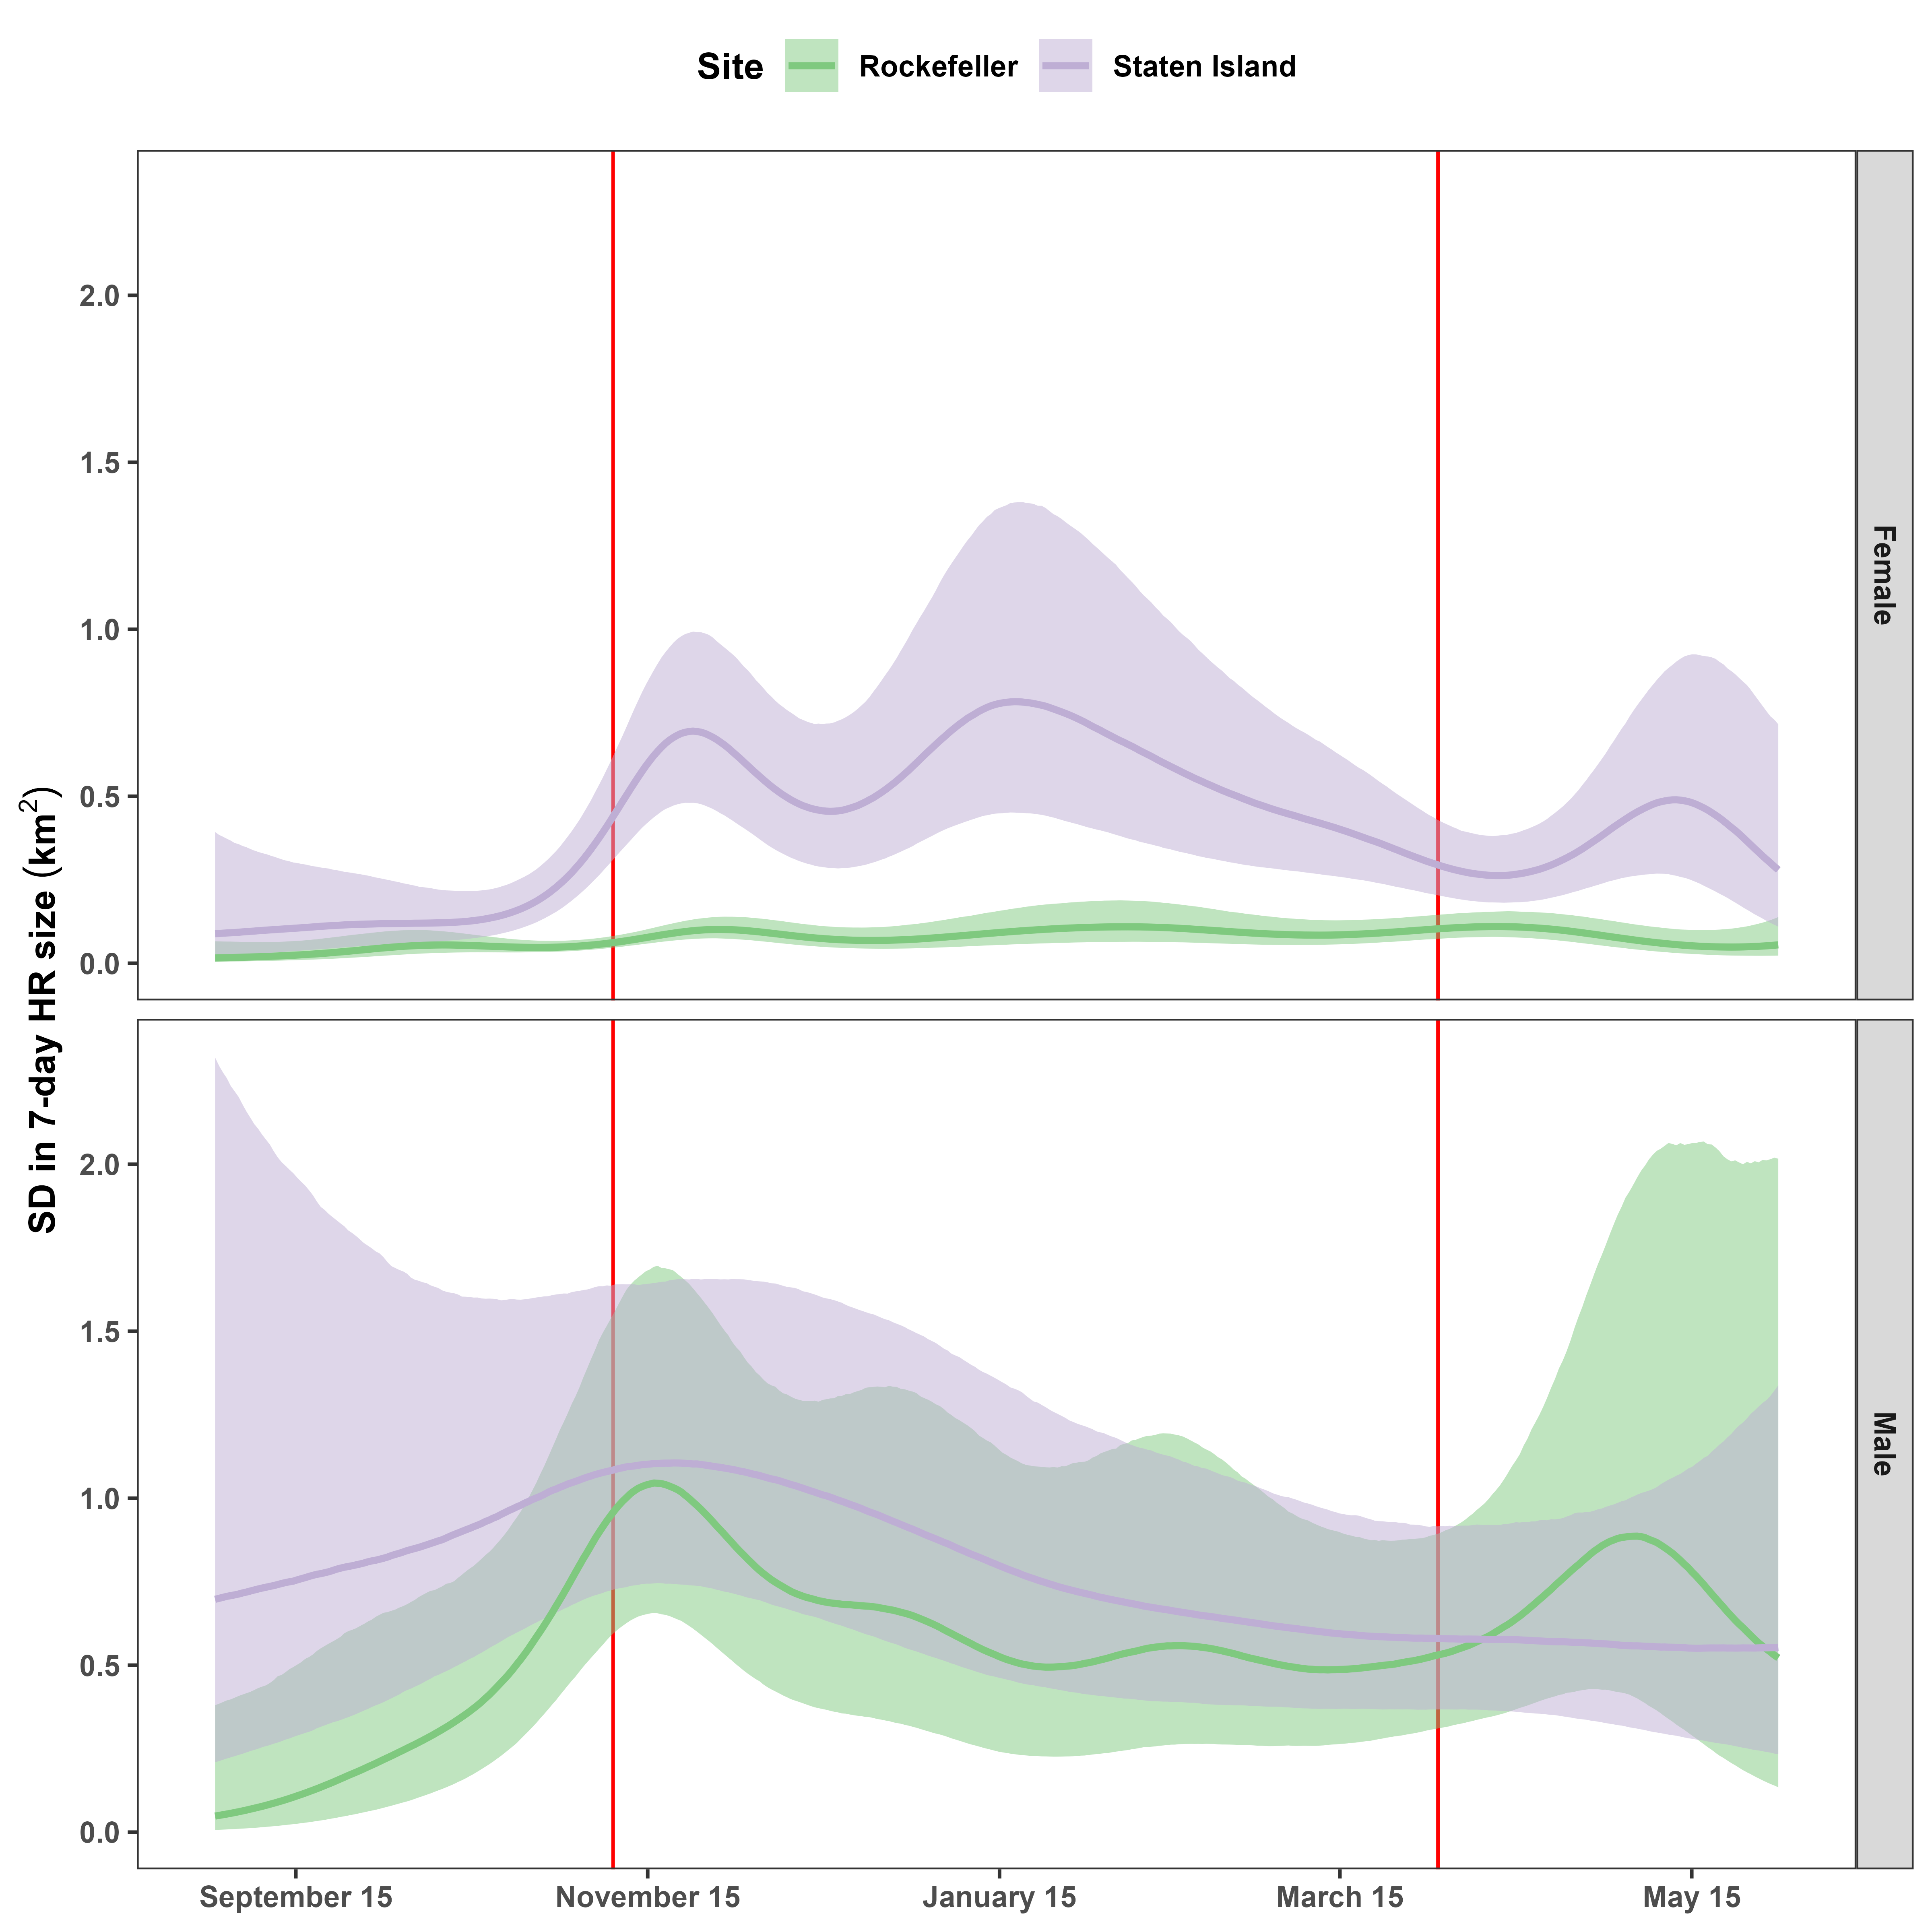 Site Rockefeller Staten Island
SD in 7-day HR size (km²)
2.0
1.5
1.0
0.5
0.0
Female
2.0
1.5
1.0
0.5
0.0
Male
September 15 November 15 January 15 March 15 May 15